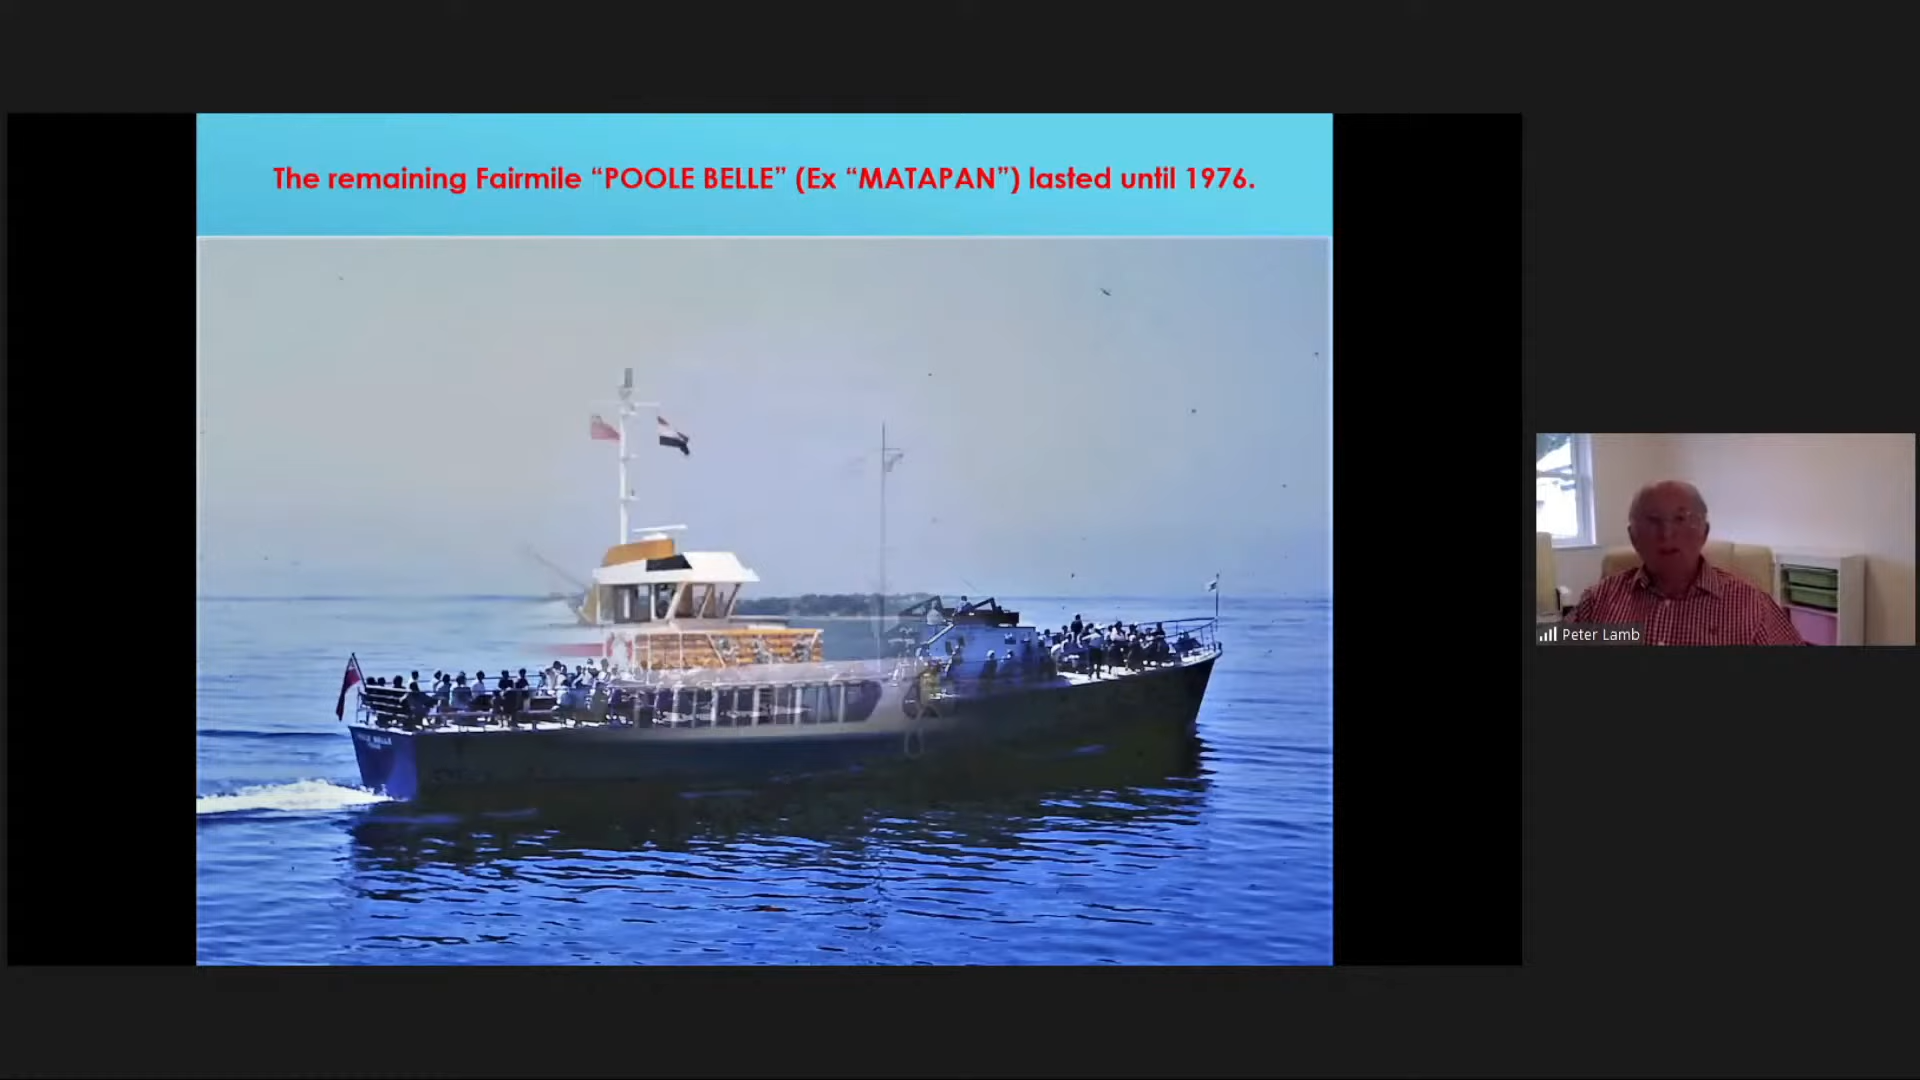 The remaining Fairmile “POOLE BELLE” (Ex “MATAPAN”) lasted until 1976.
Peter Lamb